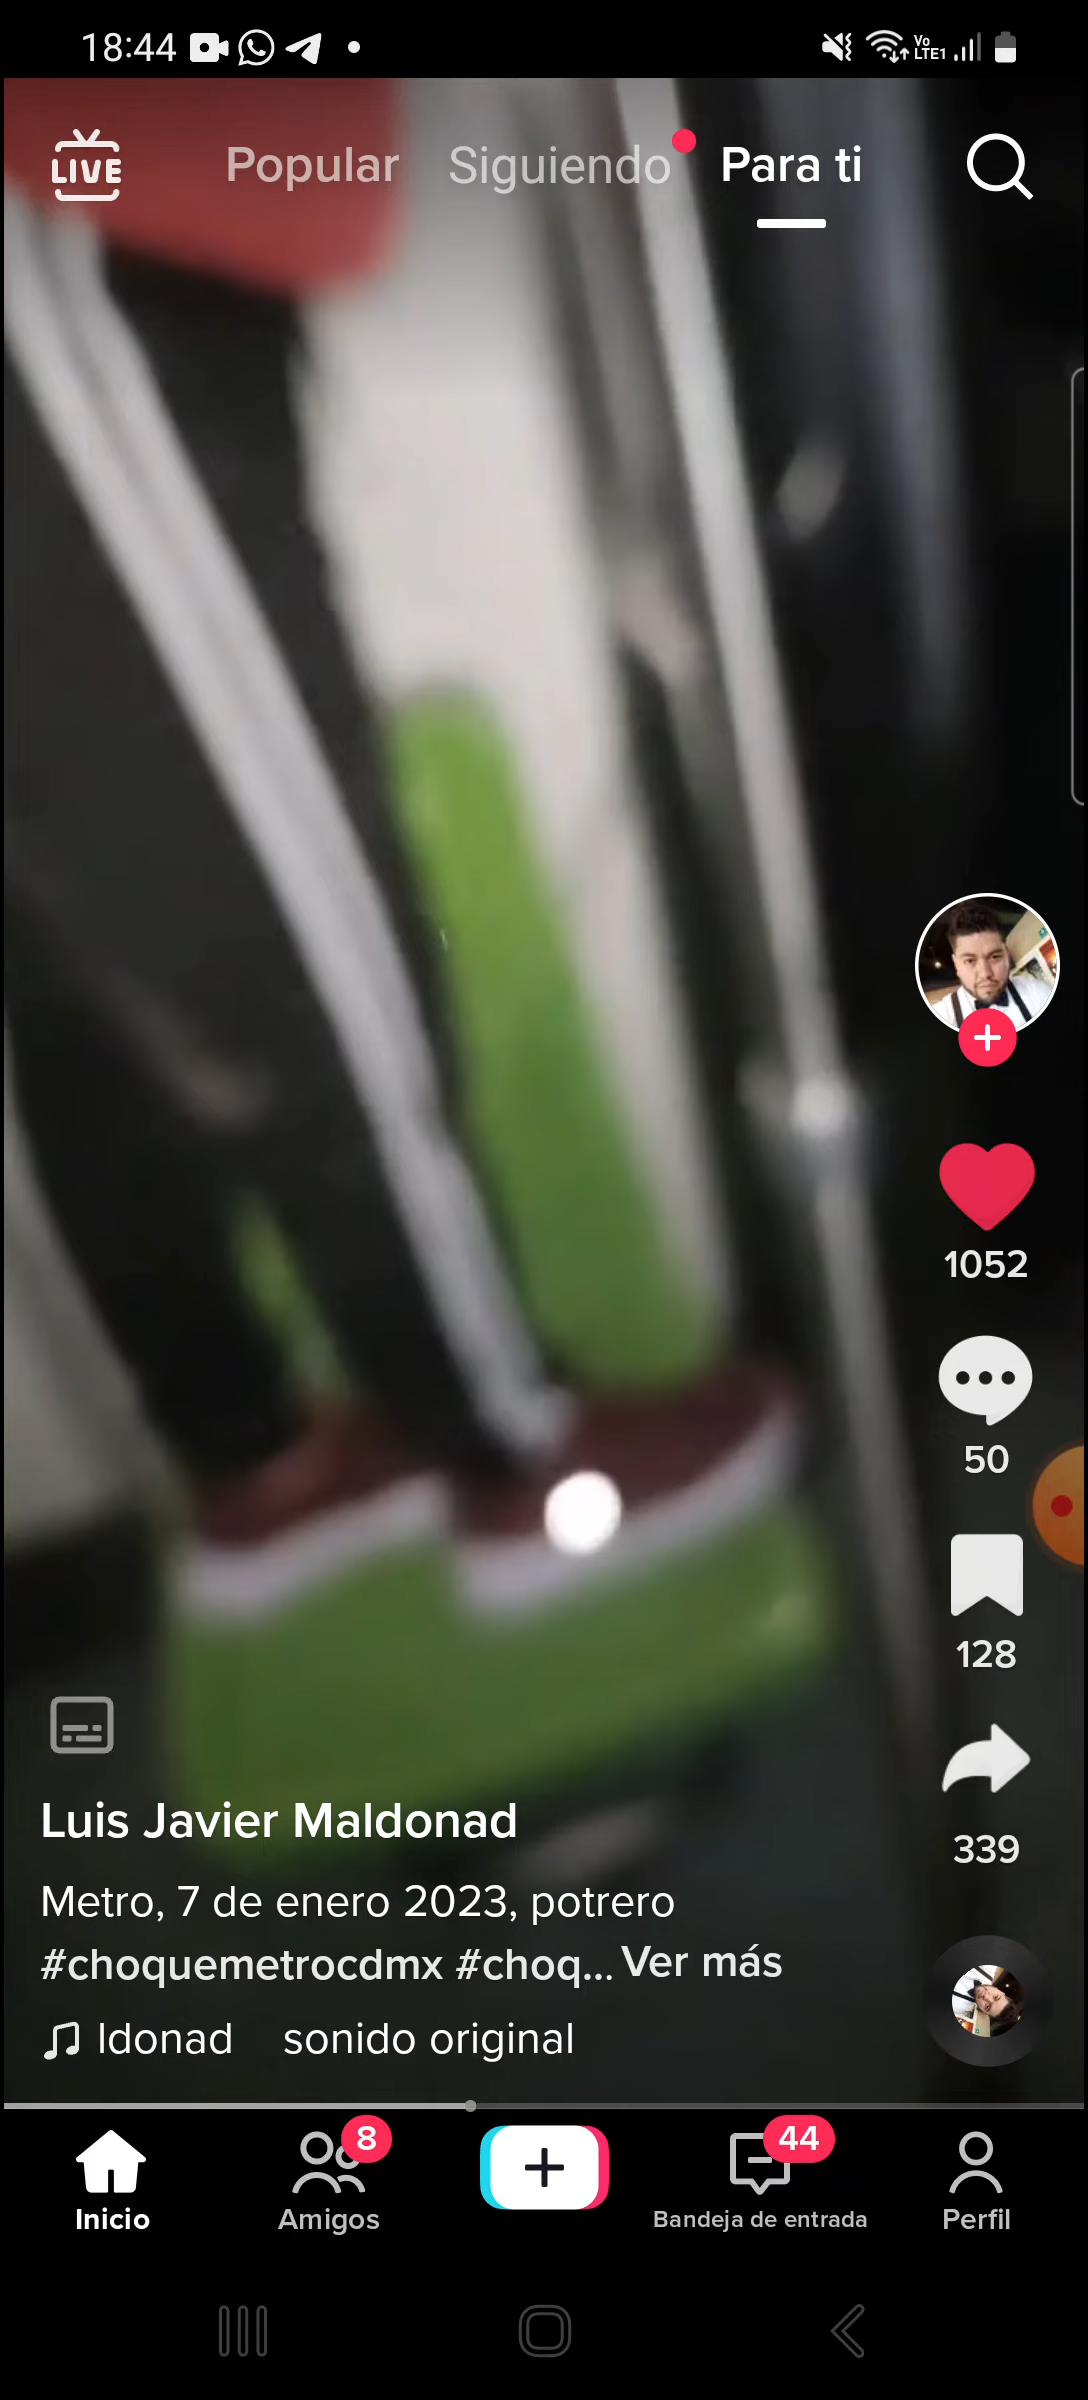 18:44
Vo
LTE1
LIVE
Popular
Siguiendo
Para ti
1052
50
128
339
Luis Javier Maldonad
Metro, 7 de enero 2023, potrero
#choquemetrocdmx #choq... Ver más
ldonad sonido original
8
44
Inicio
Amigos
Bandeja de entrada
Perfil